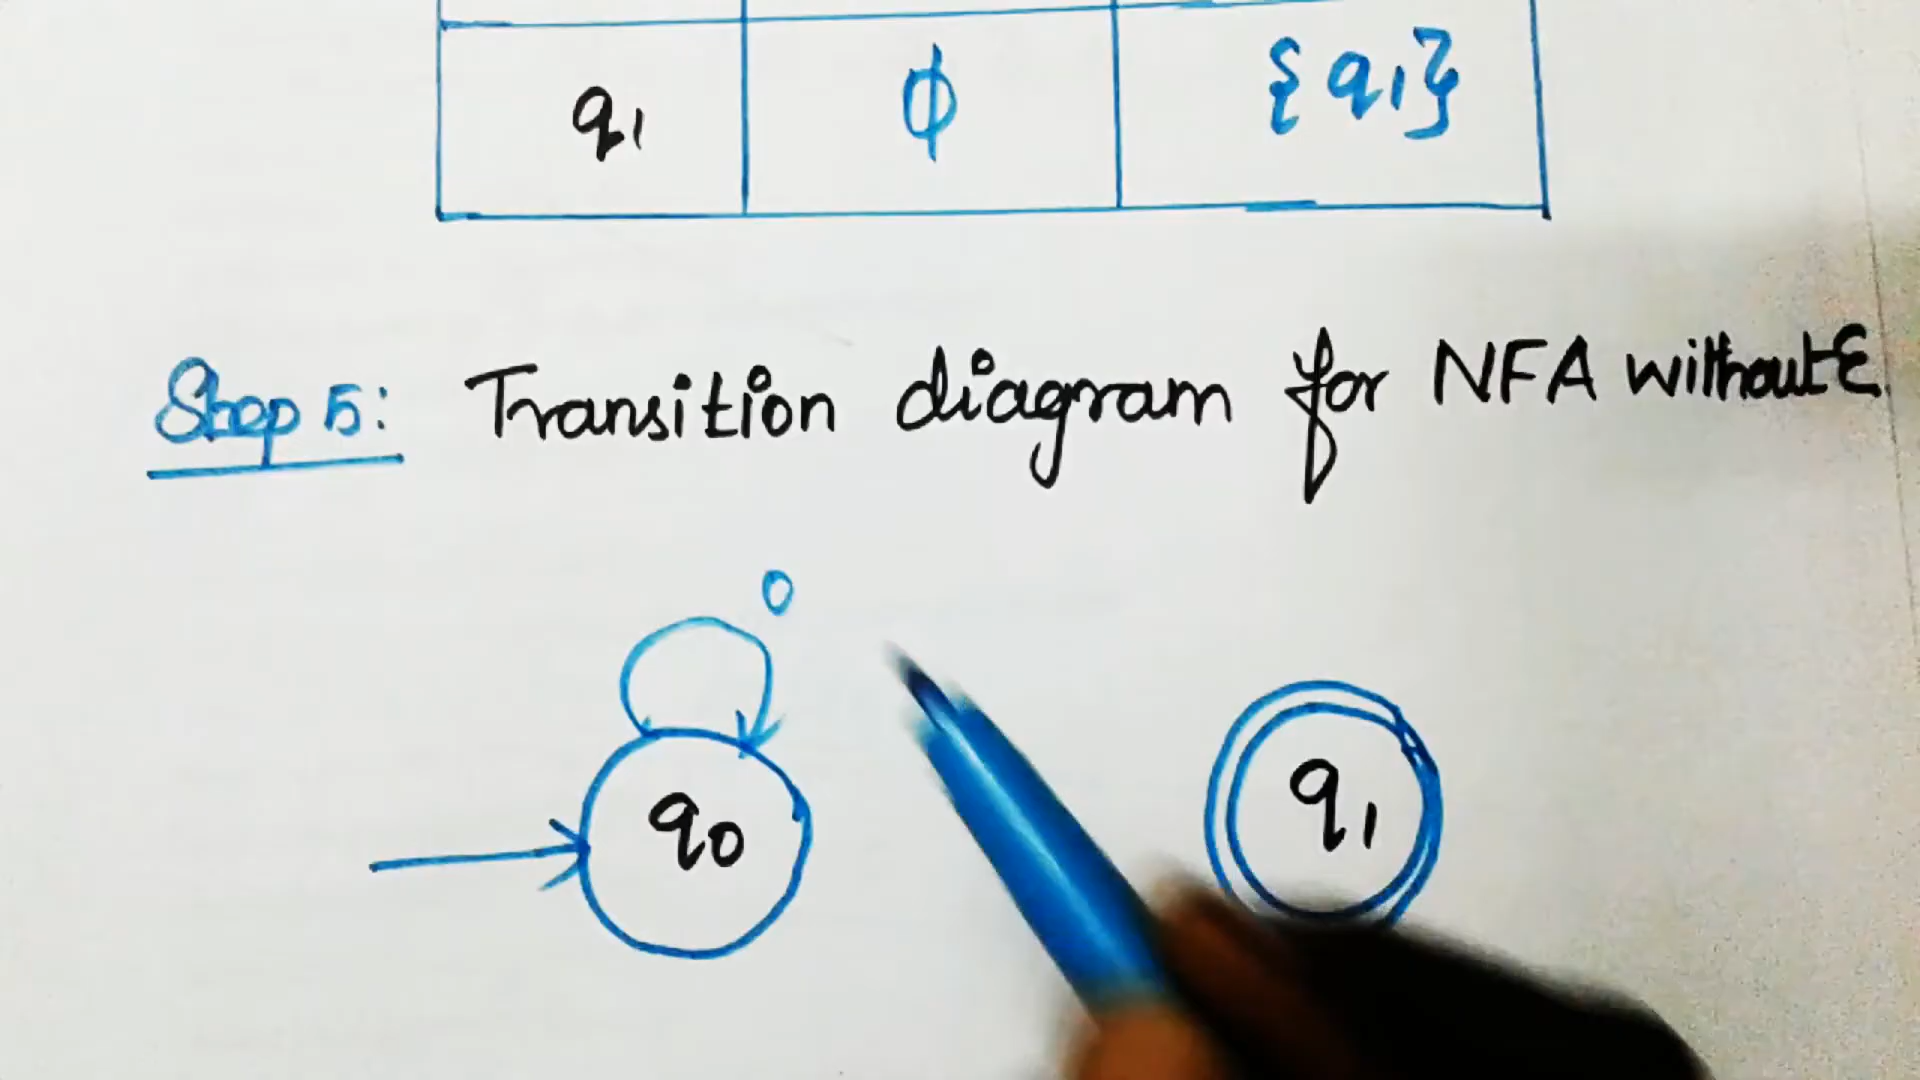 q1 ϕ {q1}
Step 5: Transition diagram for NFA without ε.
0
q0 q1